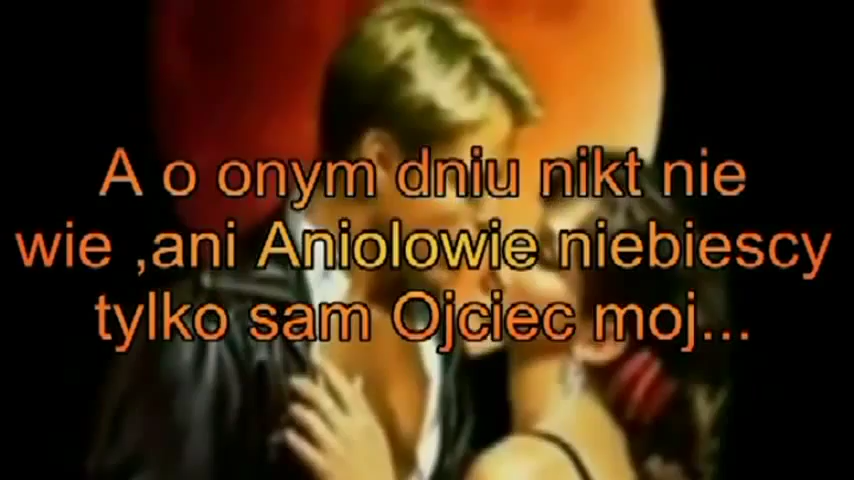 A o onym dniu nikt nie
wie ,ani Aniolowie niebiescy
tylko sam Ojciec moj...